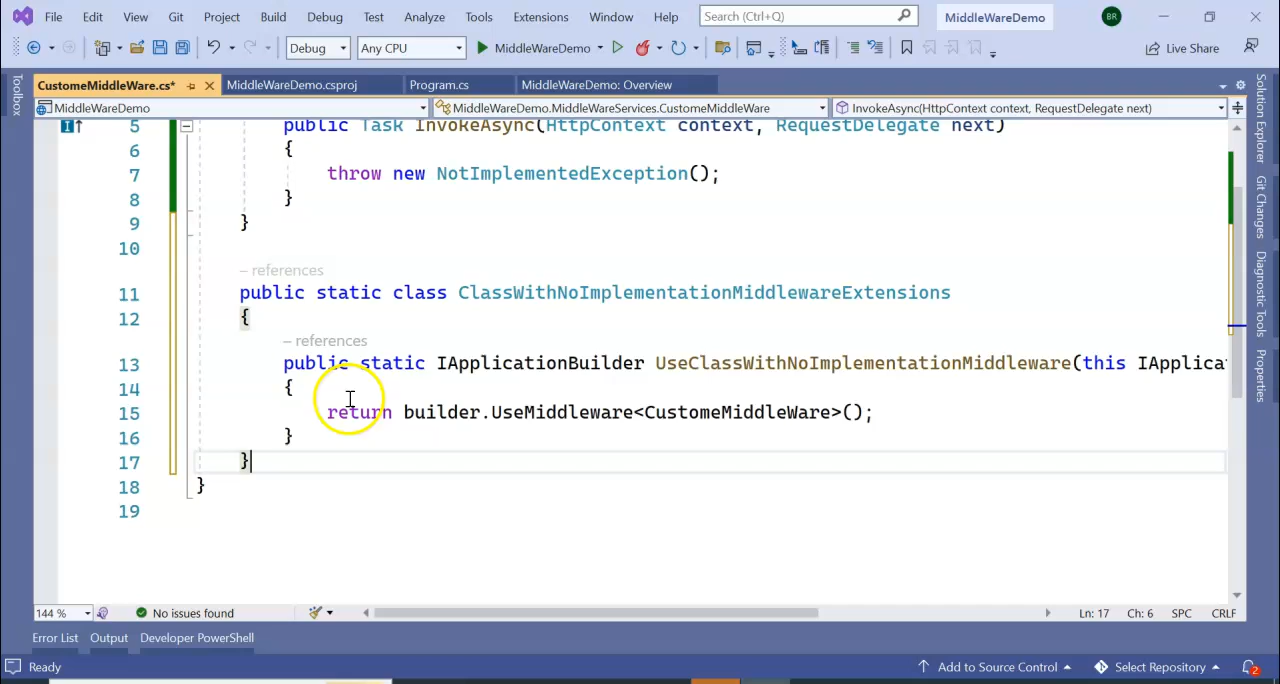 File Edit View Git Project Build Debug Test Analyze Tools Extensions Window Help Search (Ctrl+Q) MiddleWareDemo BR
Debug Any CPU MiddleWareDemo Live Share
Toolbox
CustomeMiddleWare.cs* MiddleWareDemo.csproj Program.cs MiddleWareDemo: Overview
MiddleWareDemo MiddleWareDemo.MiddleWareServices.CustomeMiddleWare InvokeAsync(HttpContext context, RequestDelegate next)
5 public Task InvokeAsync(HttpContext context, RequestDelegate next)
6 {
7 throw new NotImplementedException();
8 }
9 }
10
– references
11 public static class ClassWithNoImplementationMiddlewareExtensions
12 {
– references
13 public static IApplicationBuilder UseClassWithNoImplementationMiddleware(this IApplicat
14 {
15 return builder.UseMiddleware<CustomeMiddleWare>();
16 }
17 }
18 }
19
Solution Explorer
Git Changes
Diagnostic Tools
Properties
144 % No issues found Ln: 17 Ch: 6 SPC CRLF
Error List Output Developer PowerShell
Ready Add to Source Control Select Repository 2